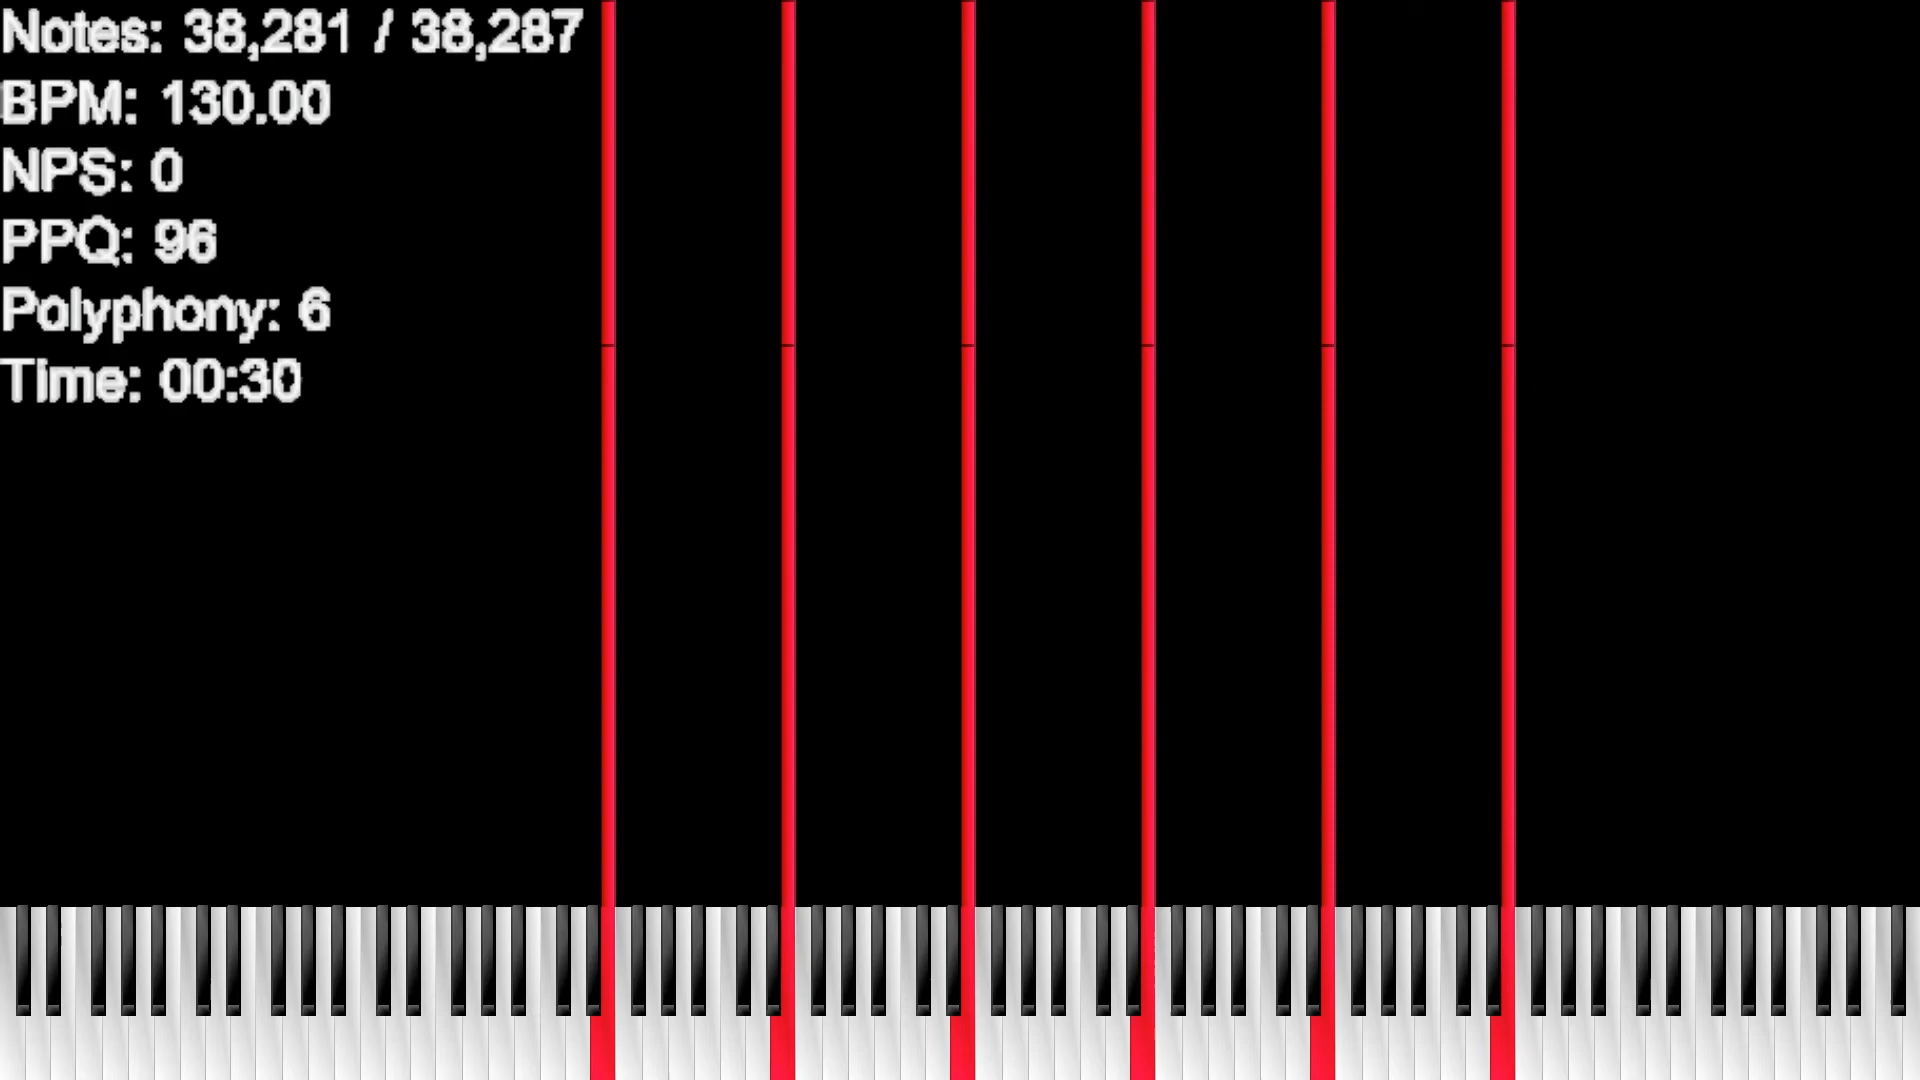 Notes: 38,281 / 38,287
BPM: 130.00
NPS: 0
PPQ: 96
Polyphony: 6
Time: 00:30